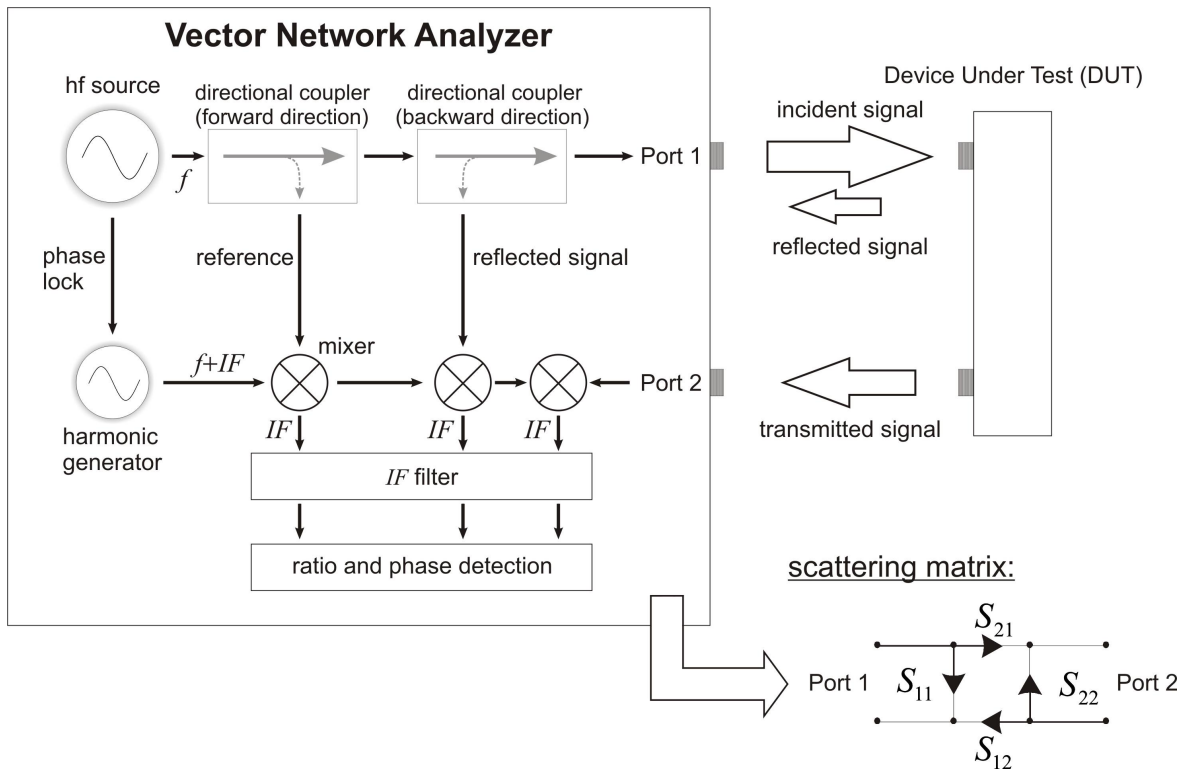 Vector Network Analyzer
hf source
directional coupler
(forward direction)
directional coupler
(backward direction)
f
Port 1
phase
lock
reference
reflected signal
mixer
f+IF
Port 2
harmonic
generator
IF
IF
IF
IF filter
ratio and phase detection
Device Under Test (DUT)
incident signal
reflected signal
transmitted signal
scattering matrix:
S21
Port 1
S11
S22
Port 2
S12